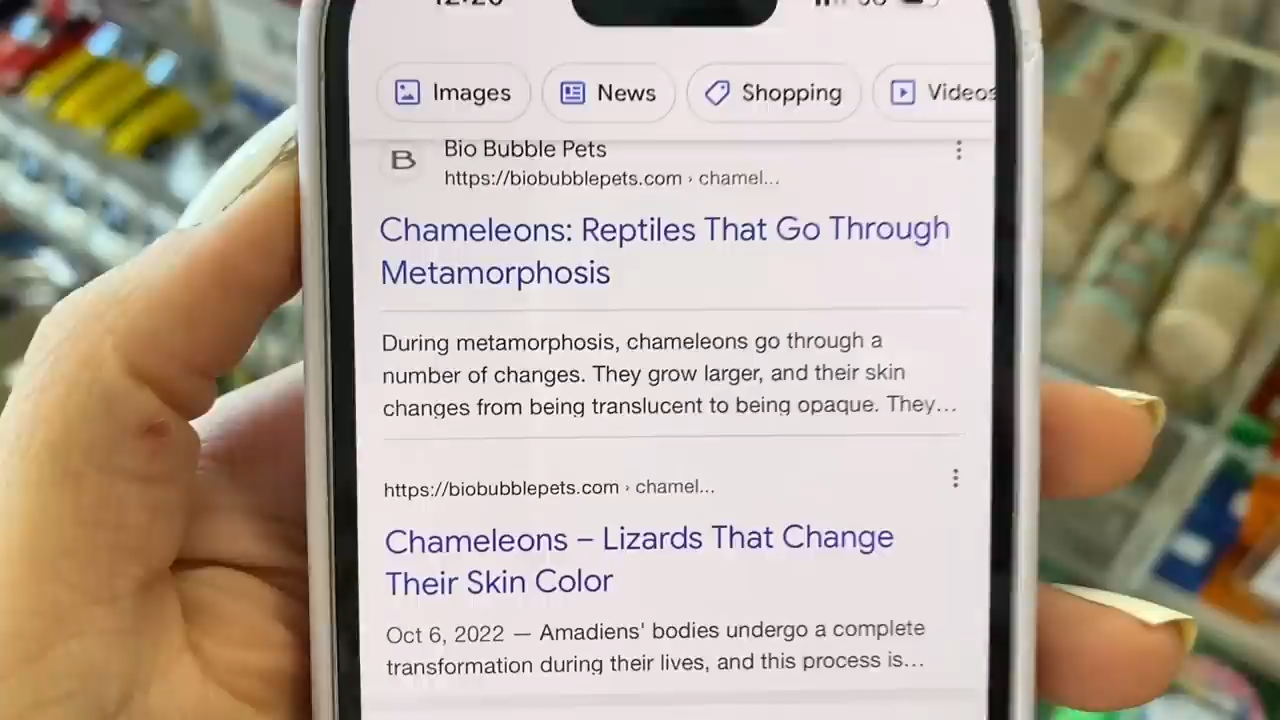 Images News Shopping Videos
B Bio Bubble Pets
https://biobubblepets.com › chamel...
Chameleons: Reptiles That Go Through
Metamorphosis
During metamorphosis, chameleons go through a
number of changes. They grow larger, and their skin
changes from being translucent to being opaque. They...
https://biobubblepets.com › chamel...
Chameleons – Lizards That Change
Their Skin Color
Oct 6, 2022 — Amadiens' bodies undergo a complete
transformation during their lives, and this process is...